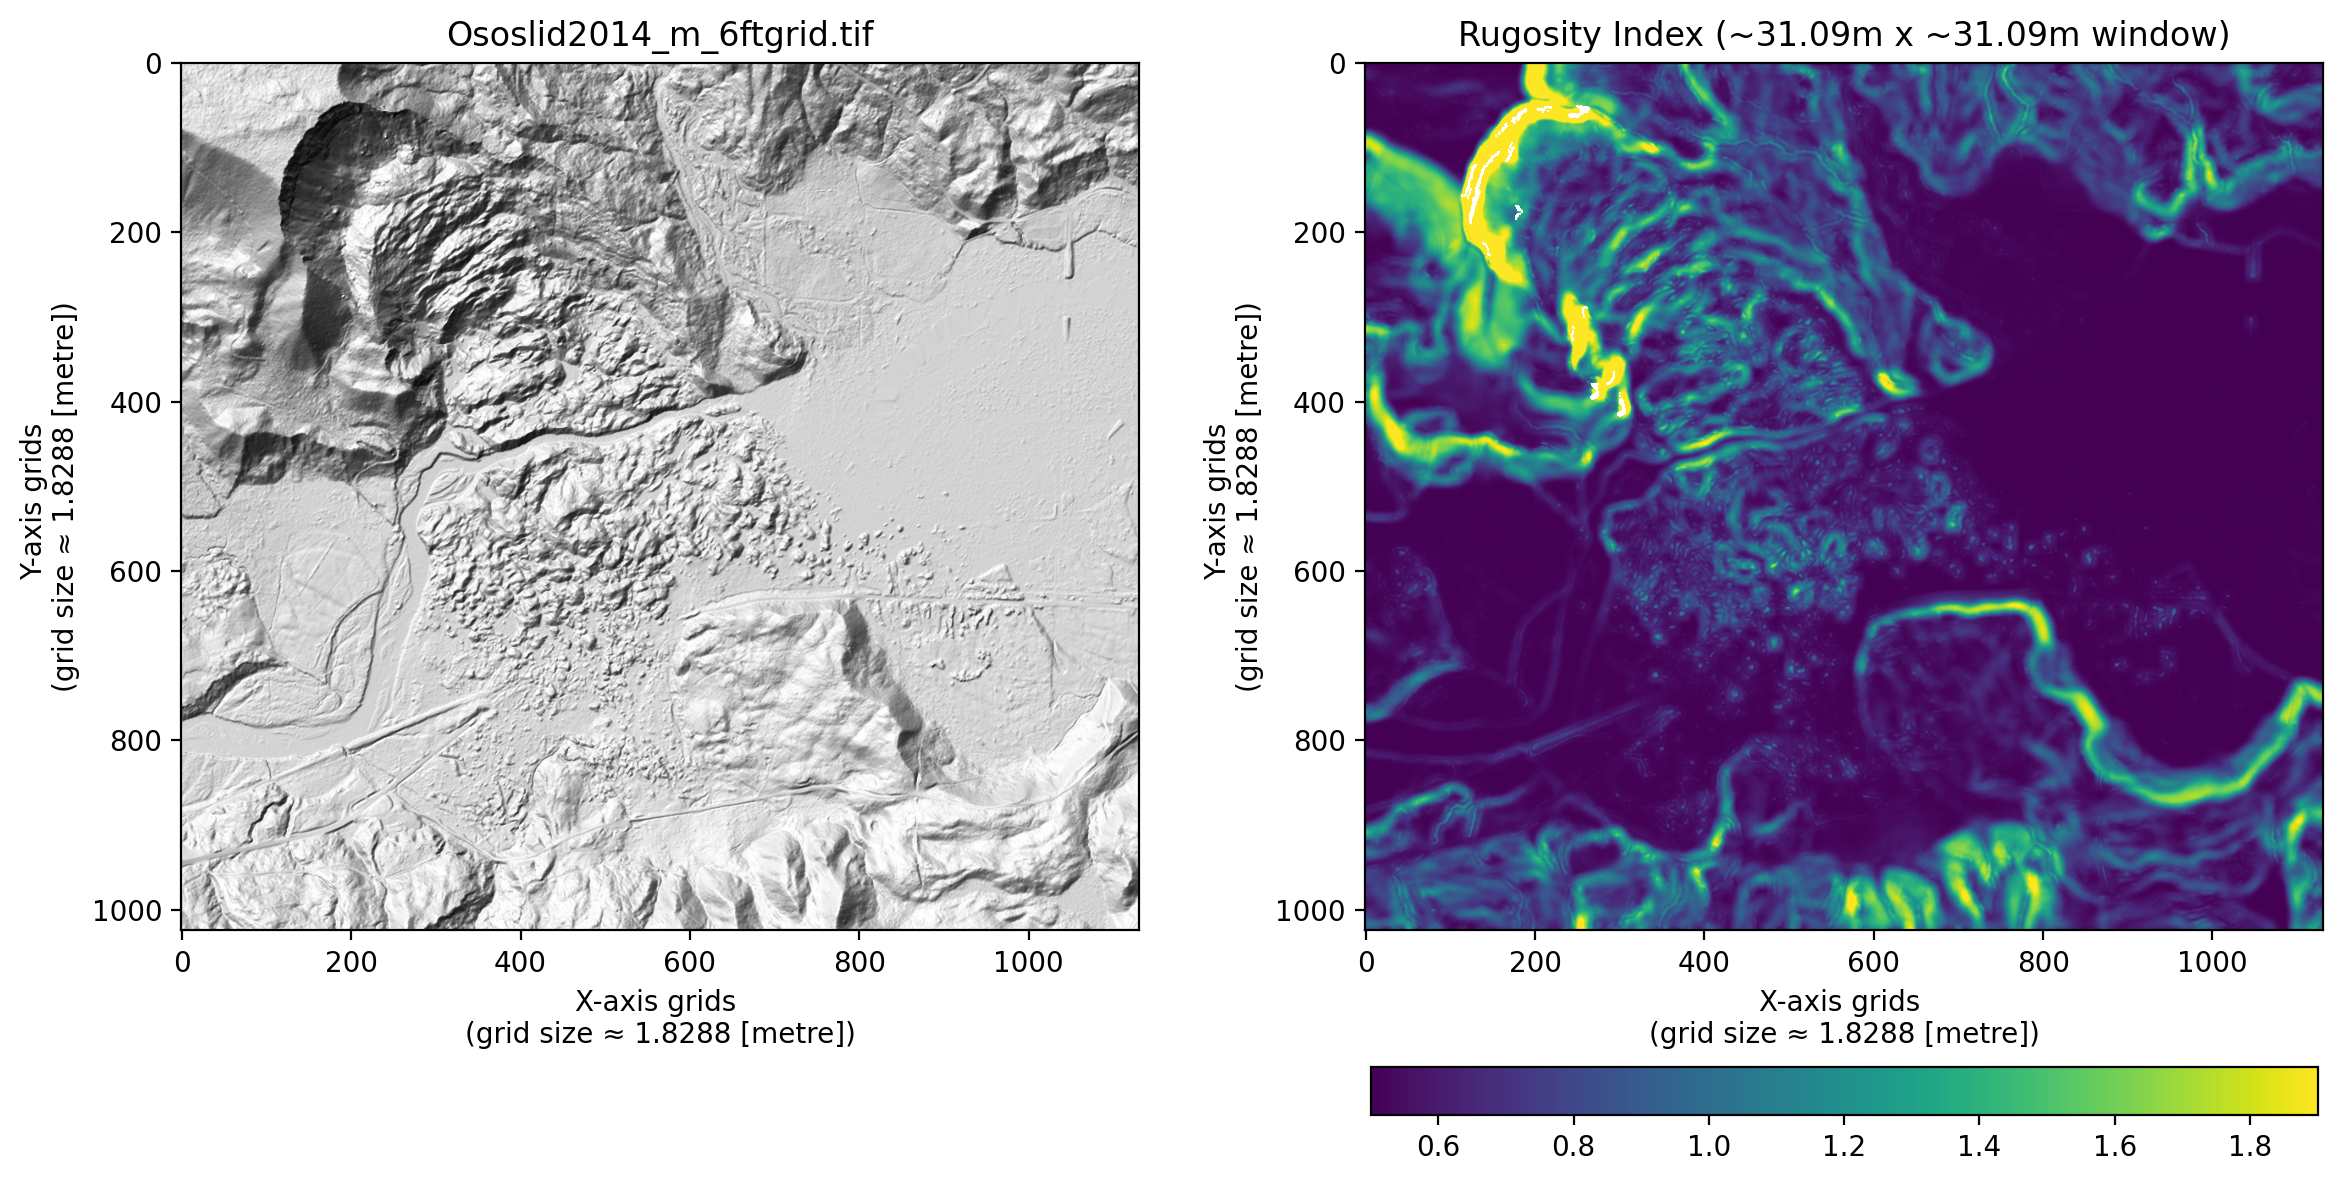 Ososlid2014_m_6ftgrid.tif
0
200
400
600
800
1000
Y-axis grids
(grid size ≈ 1.8288 [metre])
0 200 400 600 800 1000
X-axis grids
(grid size ≈ 1.8288 [metre])
Rugosity Index (~31.09m x ~31.09m window)
0
200
400
600
800
1000
Y-axis grids
(grid size ≈ 1.8288 [metre])
0 200 400 600 800 1000
X-axis grids
(grid size ≈ 1.8288 [metre])
0.6 0.8 1.0 1.2 1.4 1.6 1.8